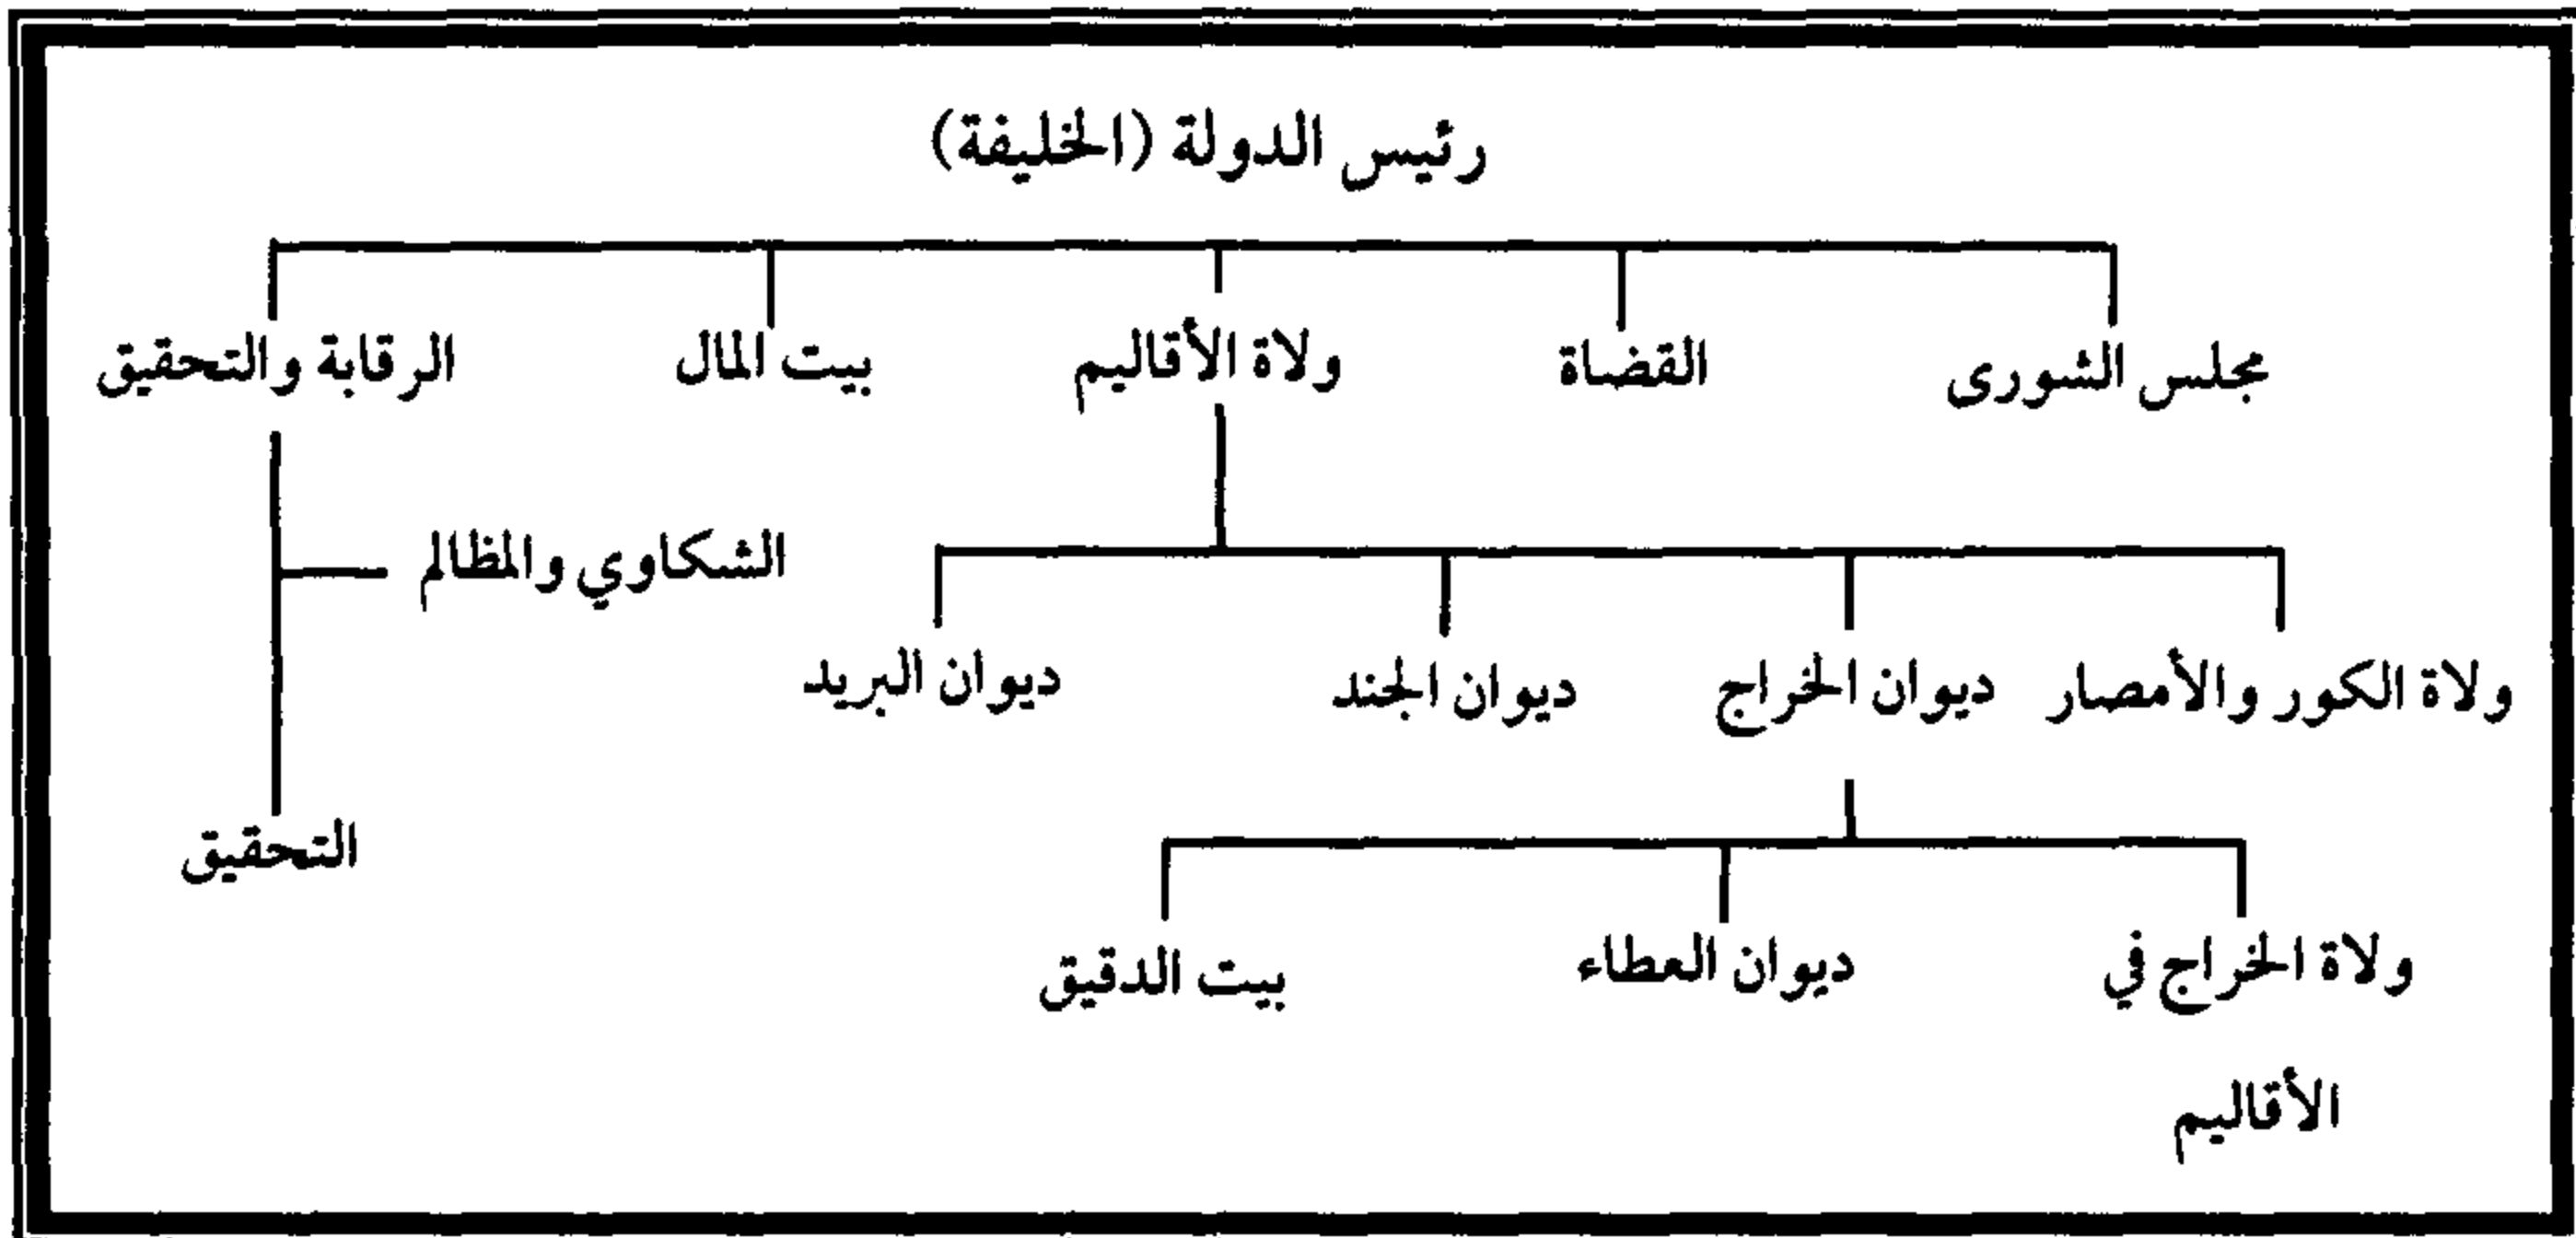 رئيس الدولة (الخليفة)
مجلس الشورى
القضاة
ولاة الأقاليم
بيت المال
الرقابة والتحقيق
الشكاوي والمظالم
ولاة الكور والأمصار
ديوان الخراج
ديوان الجند
ديوان البريد
التحقيق
ولاة الخراج في
الأقاليم
ديوان العطاء
بيت الدقيق